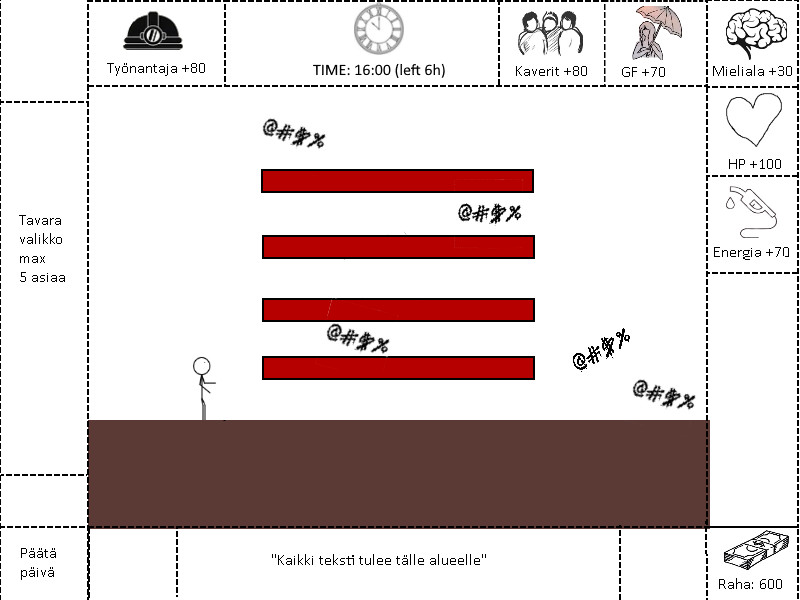 Työnantaja +80
TIME: 16:00 (left 6h)
Kaverit +80
GF +70
Mieliala +30
@#$%
HP +100
@#$%
Tavara
valikko
max
5 asiaa
Energia +70
@#$%
@#$%
@#$%
Päätä
päivä
"Kaikki teksti tulee tälle alueelle"
Raha: 600